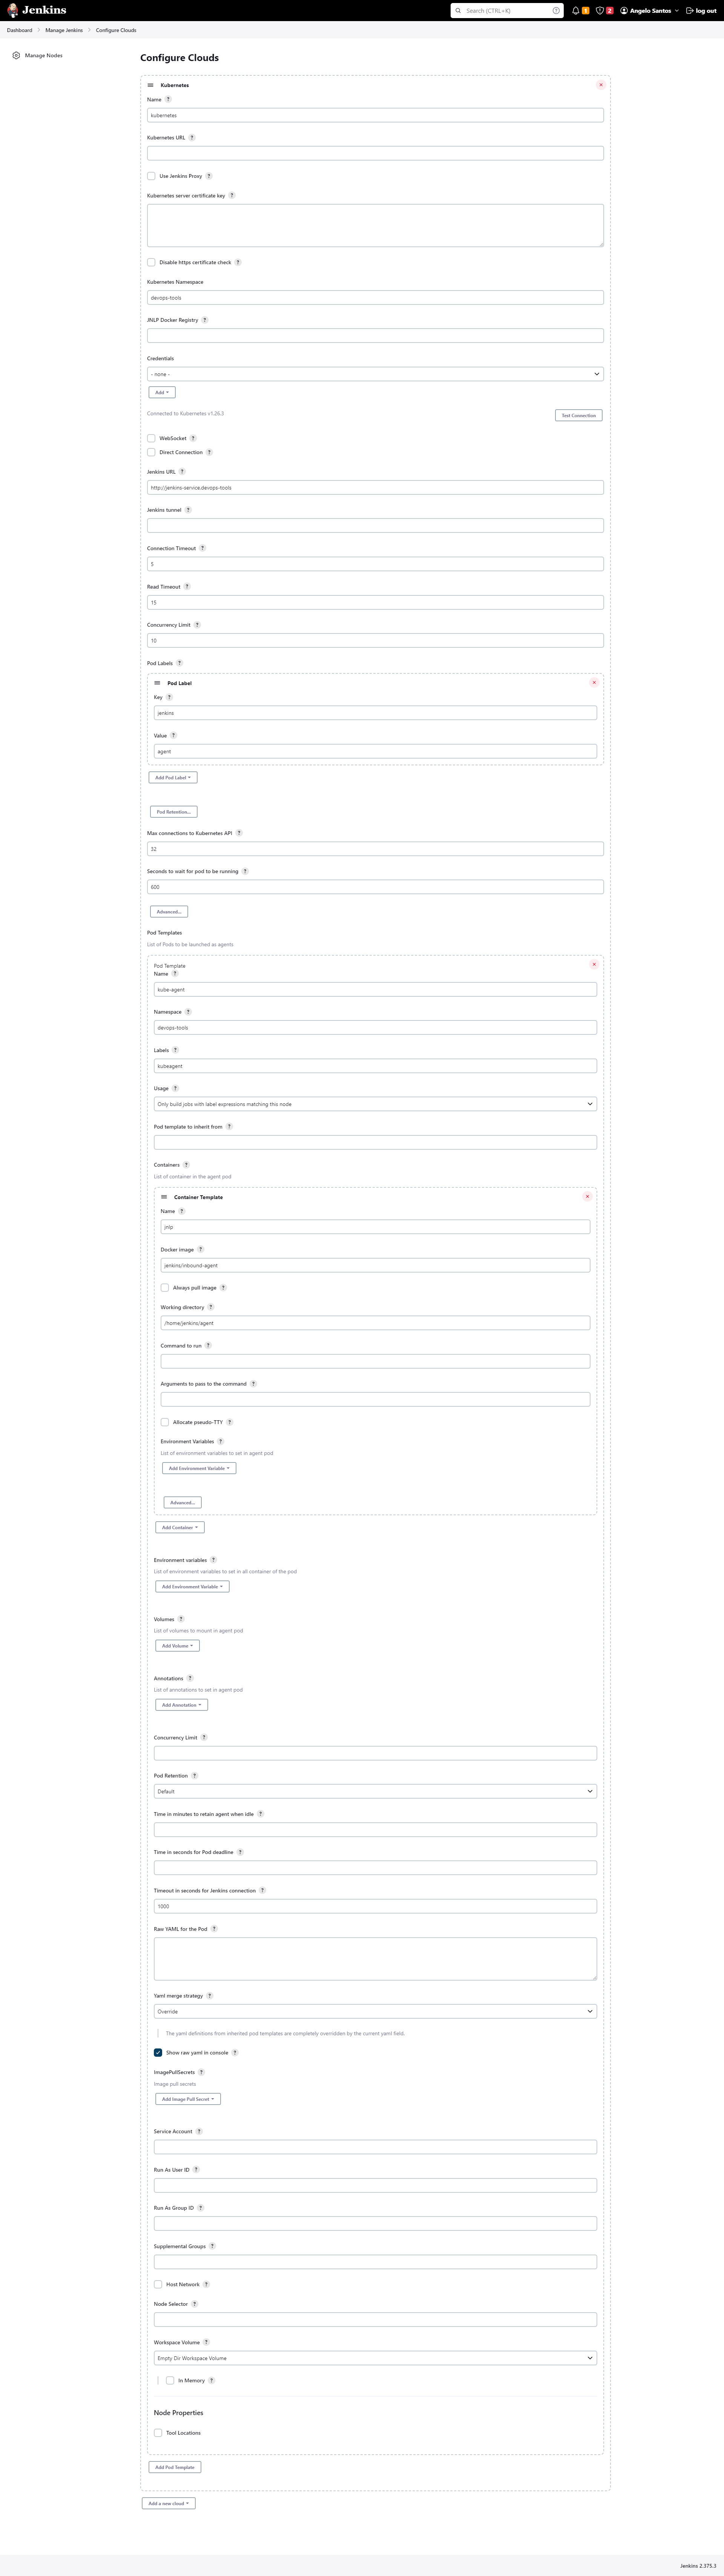 Jenkins
Search (CTRL+K)
1
2
Angelo Santos
log out
Dashboard
Manage Jenkins
Configure Clouds
Manage Nodes
Configure Clouds
Kubernetes
Name ?
kubernetes
Kubernetes URL ?
Use Jenkins Proxy ?
Kubernetes server certificate key ?
Disable https certificate check ?
Kubernetes Namespace
devops-tools
JNLP Docker Registry ?
Credentials
- none -
Add
Connected to Kubernetes v1.26.3
Test Connection
WebSocket ?
Direct Connection ?
Jenkins URL ?
http://jenkins-service.devops-tools
Jenkins tunnel ?
Connection Timeout ?
5
Read Timeout ?
15
Concurrency Limit ?
10
Pod Labels ?
Pod Label
Key ?
jenkins
Value ?
agent
Add Pod Label
Pod Retention...
Max connections to Kubernetes API ?
32
Seconds to wait for pod to be running ?
600
Advanced...
Pod Templates
List of Pods to be launched as agents
Pod Template
Name ?
kube-agent
Namespace ?
devops-tools
Labels ?
kubeagent
Usage ?
Only build jobs with label expressions matching this node
Pod template to inherit from ?
Containers ?
List of container in the agent pod
Container Template
Name ?
jnlp
Docker image ?
jenkins/inbound-agent
Always pull image ?
Working directory ?
/home/jenkins/agent
Command to run ?
Arguments to pass to the command ?
Allocate pseudo-TTY ?
Environment Variables ?
List of environment variables to set in agent pod
Add Environment Variable
Advanced...
Add Container
Environment variables ?
List of environment variables to set in all container of the pod
Add Environment Variable
Volumes ?
List of volumes to mount in agent pod
Add Volume
Annotations ?
List of annotations to set in agent pod
Add Annotation
Concurrency Limit ?
Pod Retention ?
Default
Time in minutes to retain agent when idle ?
Time in seconds for Pod deadline ?
Timeout in seconds for Jenkins connection ?
1000
Raw YAML for the Pod ?
Yaml merge strategy ?
Override
The yaml definitions from inherited pod templates are completely overridden by the current yaml field.
Show raw yaml in console ?
ImagePullSecrets ?
Image pull secrets
Add Image Pull Secret
Service Account ?
Run As User ID ?
Run As Group ID ?
Supplemental Groups ?
Host Network ?
Node Selector ?
Workspace Volume ?
Empty Dir Workspace Volume
In Memory ?
Node Properties
Tool Locations
Add Pod Template
Add a new cloud
Jenkins 2.375.3